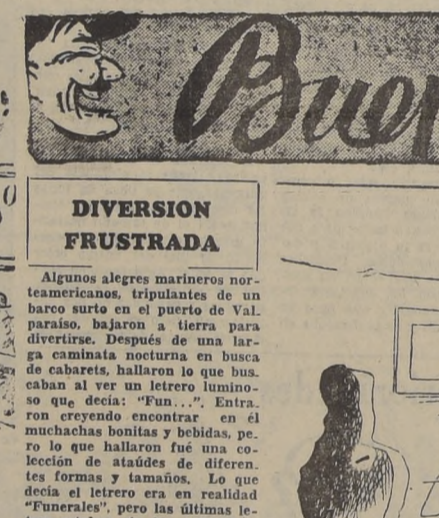 Buen
DIVERSION
FRUSTRADA
Algunos alegres marineros nor-
teamericanos, tripulantes de un
barco surto en el puerto de Val-
paraíso, bajaron a tierra para
divertirse. Después de una lar-
ga caminata nocturna en busca
de cabarets, hallaron lo que bus-
caban al ver un letrero lumino-
so que decía: "Fun...". Entra-
ron creyendo encontrar en él
muchachas bonitas y bebidas, pe-
ro lo que hallaron fué una co-
lección de ataúdes de diferen-
tes formas y tamaños. Lo que
decía el letrero era en realidad
"Funerales", pero las últimas le-